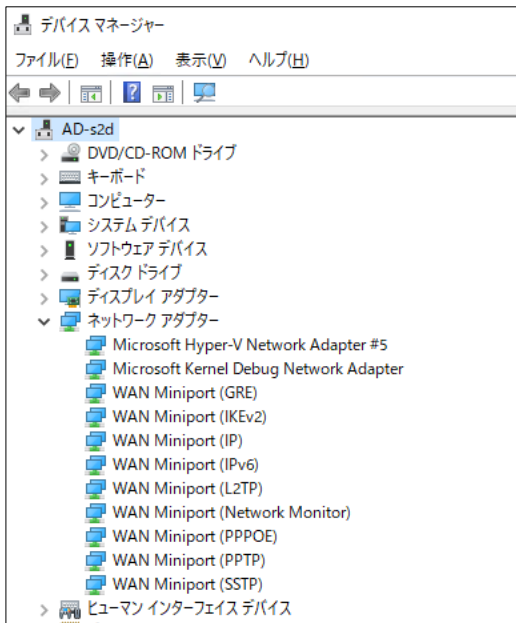 デバイス マネージャー
ファイル(F) 操作(A) 表示(V) ヘルプ(H)
AD-s2d
DVD/CD-ROM ドライブ
キーボード
コンピューター
システム デバイス
ソフトウェア デバイス
ディスク ドライブ
ディスプレイ アダプター
ネットワーク アダプター
Microsoft Hyper-V Network Adapter #5
Microsoft Kernel Debug Network Adapter
WAN Miniport (GRE)
WAN Miniport (IKEv2)
WAN Miniport (IP)
WAN Miniport (IPv6)
WAN Miniport (L2TP)
WAN Miniport (Network Monitor)
WAN Miniport (PPPOE)
WAN Miniport (PPTP)
WAN Miniport (SSTP)
ヒューマン インターフェイス デバイス